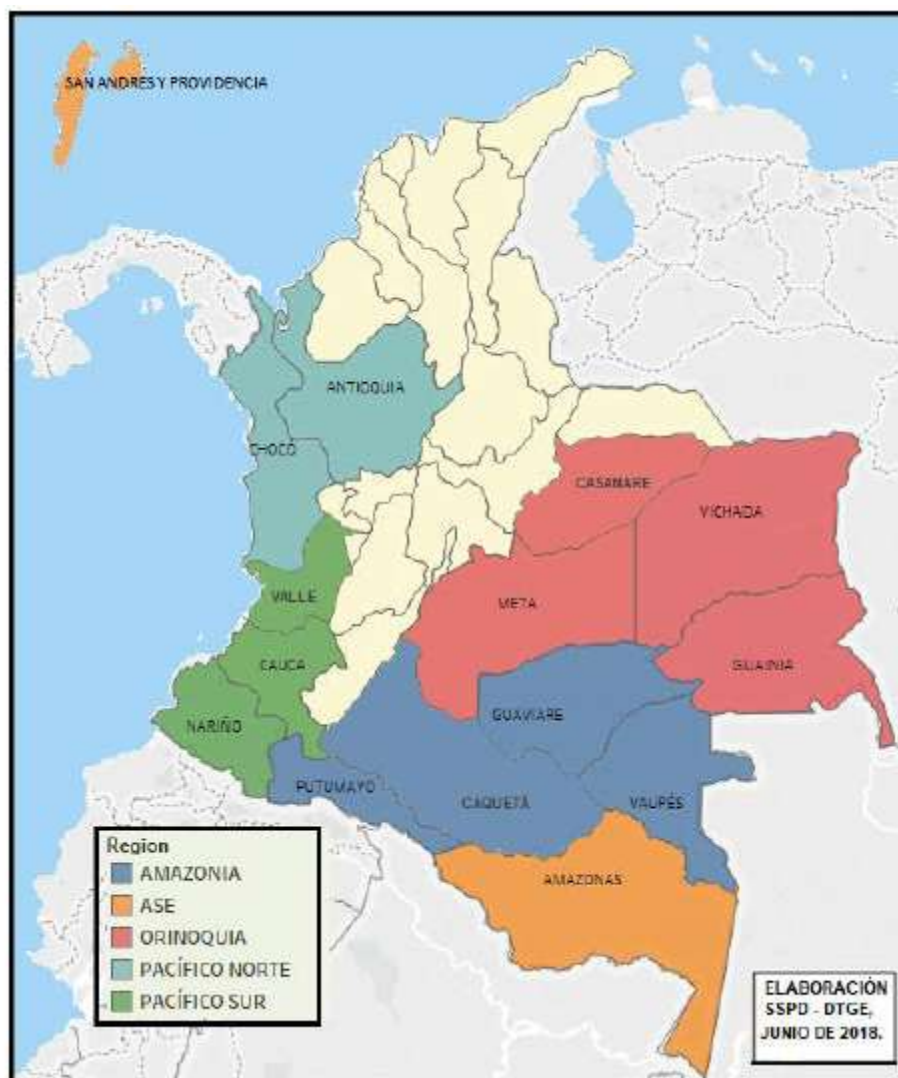 SAN ANDRES Y PROVIDENCIA
ANTIOQUIA
CHOCO
CASANARE
VICHADA
VALLE
META
CAUCA
GUAINIA
NARIÑO
GUAVIARE
PUTUMAYO
CAQUETÁ
VAUPÉS
AMAZONAS
Region
AMAZONIA
ASE
ORINOQUIA
PACÍFICO NORTE
PACÍFICO SUR
ELABORACIÓN
SSPD - DTGE,
JUNIO DE 2018.